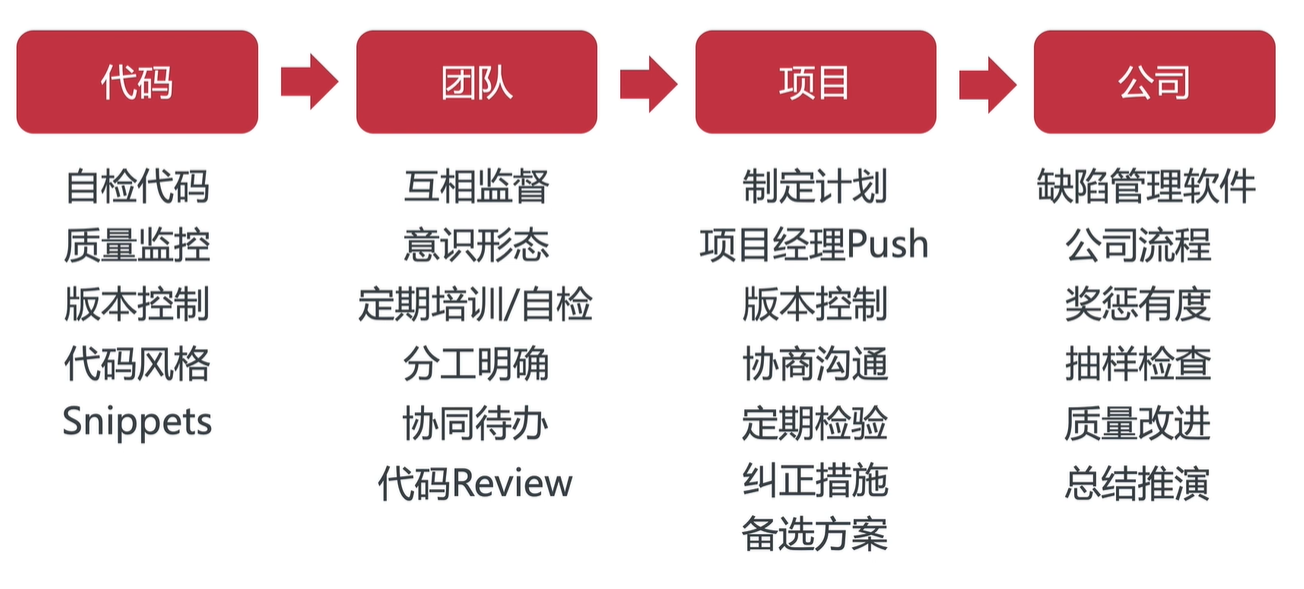 代码
团队
项目
公司
自检代码
质量监控
版本控制
代码风格
Snippets
互相监督
意识形态
定期培训/自检
分工明确
协同待办
代码Review
制定计划
项目经理Push
版本控制
协商沟通
定期检验
纠正措施
备选方案
缺陷管理软件
公司流程
奖惩有度
抽样检查
质量改进
总结推演